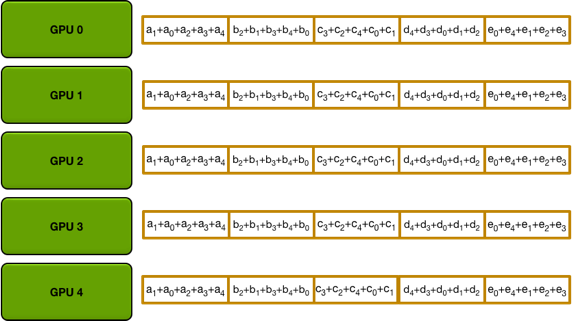 GPU 0 a₁+a₀+a₂+a₃+a₄ b₂+b₁+b₃+b₄+b₀ c₃+c₂+c₄+c₀+c₁ d₄+d₃+d₀+d₁+d₂ e₀+e₄+e₁+e₂+e₃
GPU 1 a₁+a₀+a₂+a₃+a₄ b₂+b₁+b₃+b₄+b₀ c₃+c₂+c₄+c₀+c₁ d₄+d₃+d₀+d₁+d₂ e₀+e₄+e₁+e₂+e₃
GPU 2 a₁+a₀+a₂+a₃+a₄ b₂+b₁+b₃+b₄+b₀ c₃+c₂+c₄+c₀+c₁ d₄+d₃+d₀+d₁+d₂ e₀+e₄+e₁+e₂+e₃
GPU 3 a₁+a₀+a₂+a₃+a₄ b₂+b₁+b₃+b₄+b₀ c₃+c₂+c₄+c₀+c₁ d₄+d₃+d₀+d₁+d₂ e₀+e₄+e₁+e₂+e₃
GPU 4 a₁+a₀+a₂+a₃+a₄ b₂+b₁+b₃+b₄+b₀ c₃+c₂+c₄+c₀+c₁ d₄+d₃+d₀+d₁+d₂ e₀+e₄+e₁+e₂+e₃